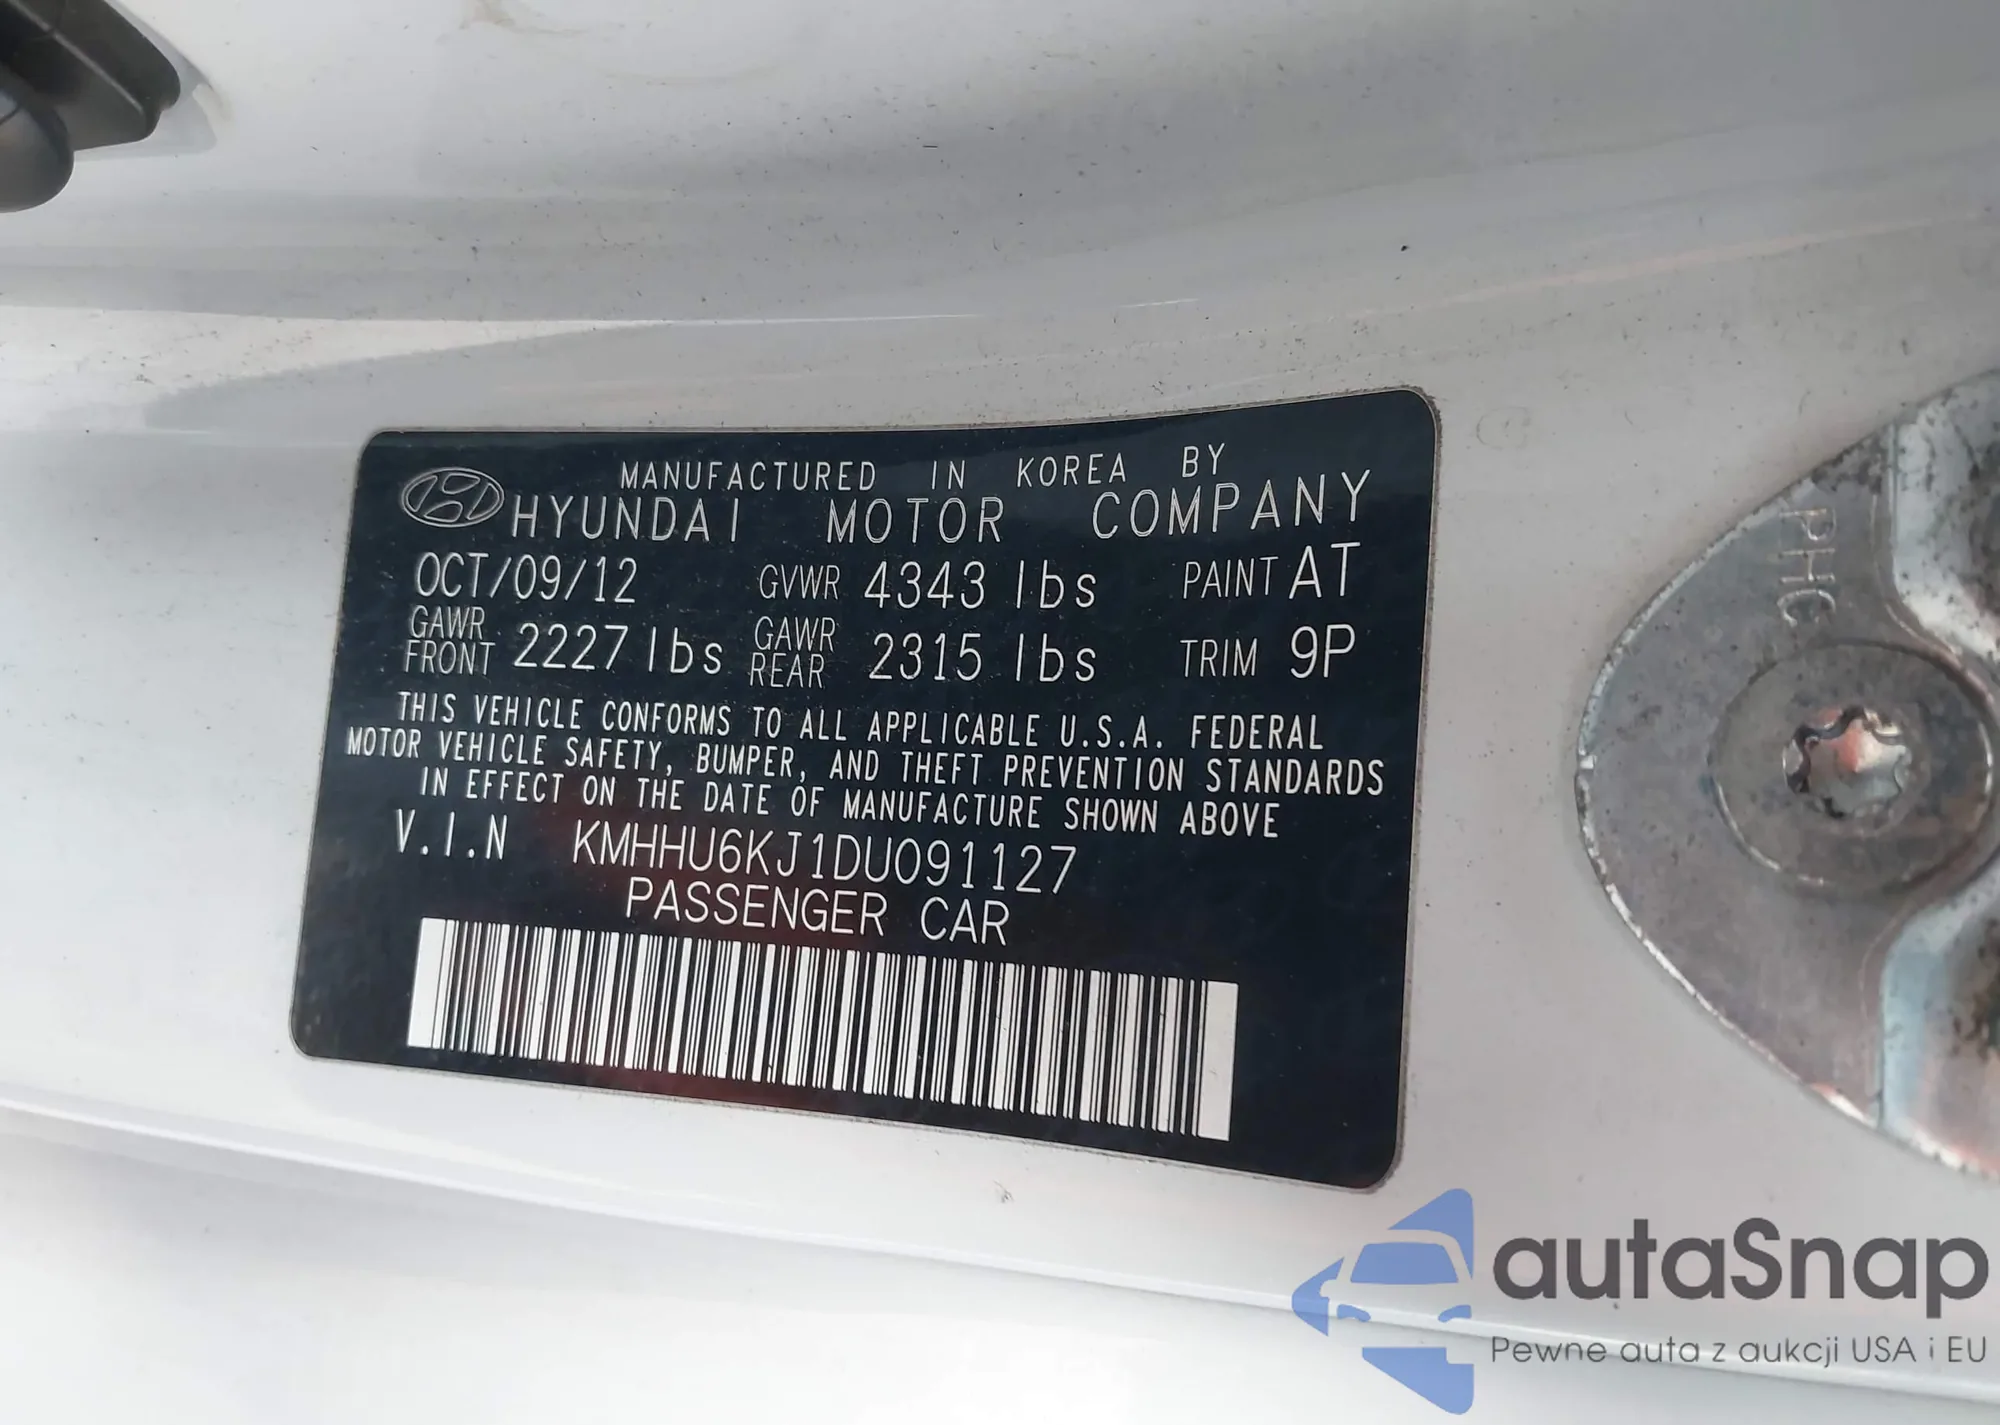 MANUFACTURED IN KOREA BY
HYUNDAI MOTOR COMPANY
OCT/09/12 GVWR 4343 lbs PAINT AT
GAWR FRONT 2227 lbs GAWR REAR 2315 lbs TRIM 9P
THIS VEHICLE CONFORMS TO ALL APPLICABLE U.S.A. FEDERAL
MOTOR VEHICLE SAFETY, BUMPER, AND THEFT PREVENTION STANDARDS
IN EFFECT ON THE DATE OF MANUFACTURE SHOWN ABOVE
V.I.N KMHHU6KJ1DU091127
PASSENGER CAR
PHC
autaSnap
Pewne auta z aukcji USA i EU